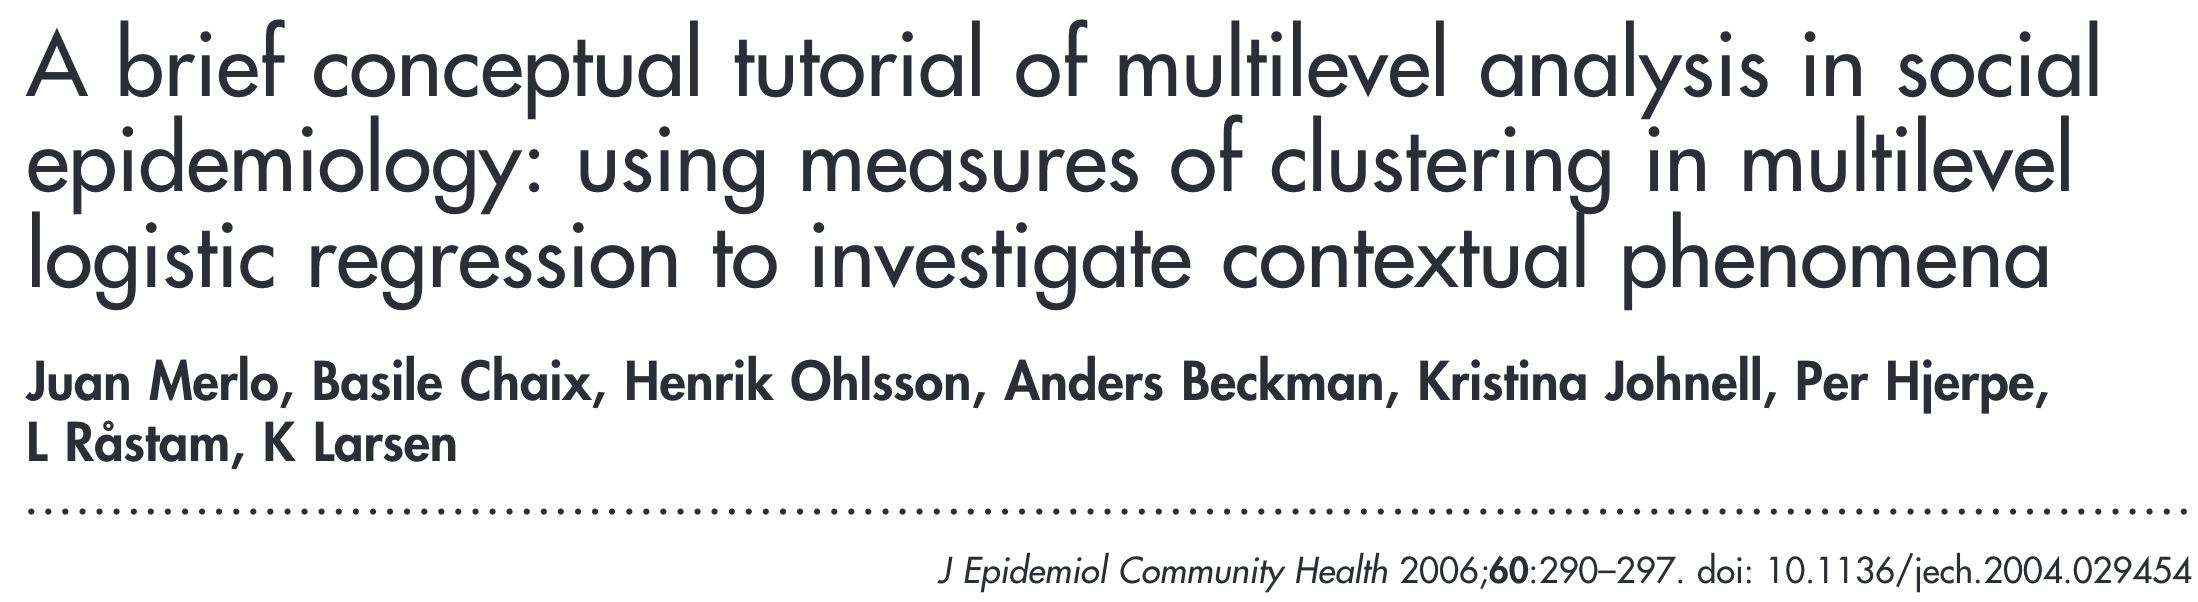 A brief conceptual tutorial of multilevel analysis in social
epidemiology: using measures of clustering in multilevel
logistic regression to investigate contextual phenomena
Juan Merlo, Basile Chaix, Henrik Ohlsson, Anders Beckman, Kristina Johnell, Per Hjerpe,
L Råstam, K Larsen
J Epidemiol Community Health 2006;60:290–297. doi: 10.1136/jech.2004.029454